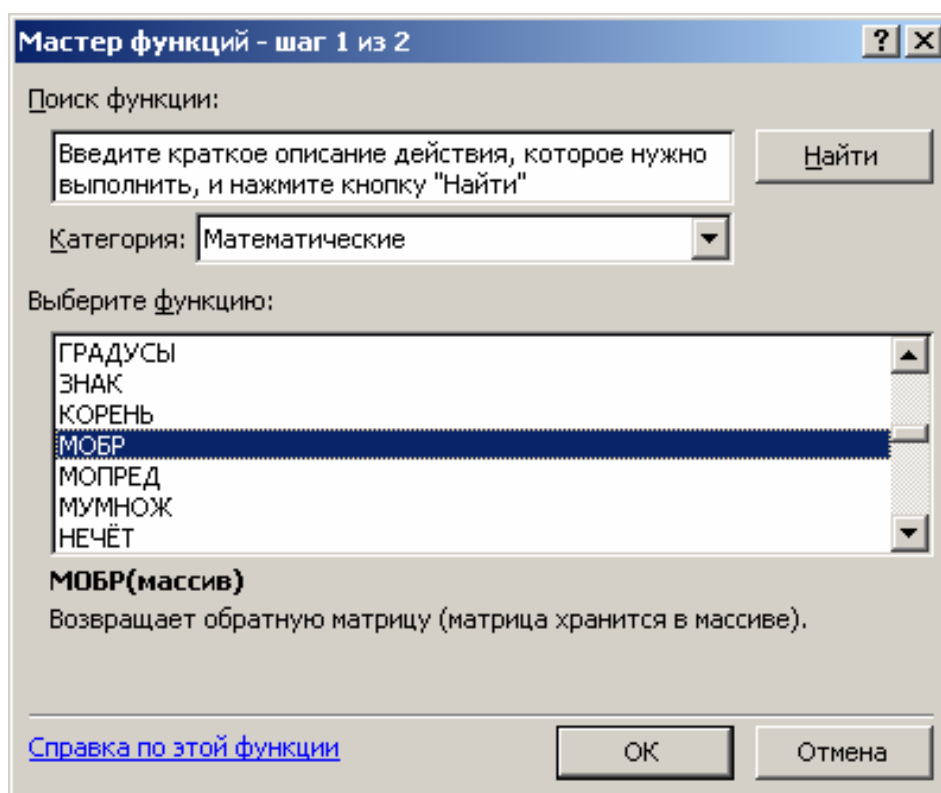 Мастер функций - шаг 1 из 2
Поиск функции:
Введите краткое описание действия, которое нужно
выполнить, и нажмите кнопку "Найти"
Найти
Категория: Математические
Выберите функцию:
ГРАДУСЫ
ЗНАК
КОРЕНЬ
МОБР
МОПРЕД
МУМНОЖ
НЕЧЁТ
МОБР(массив)
Возвращает обратную матрицу (матрица хранится в массиве).
Справка по этой функции
ОК
Отмена